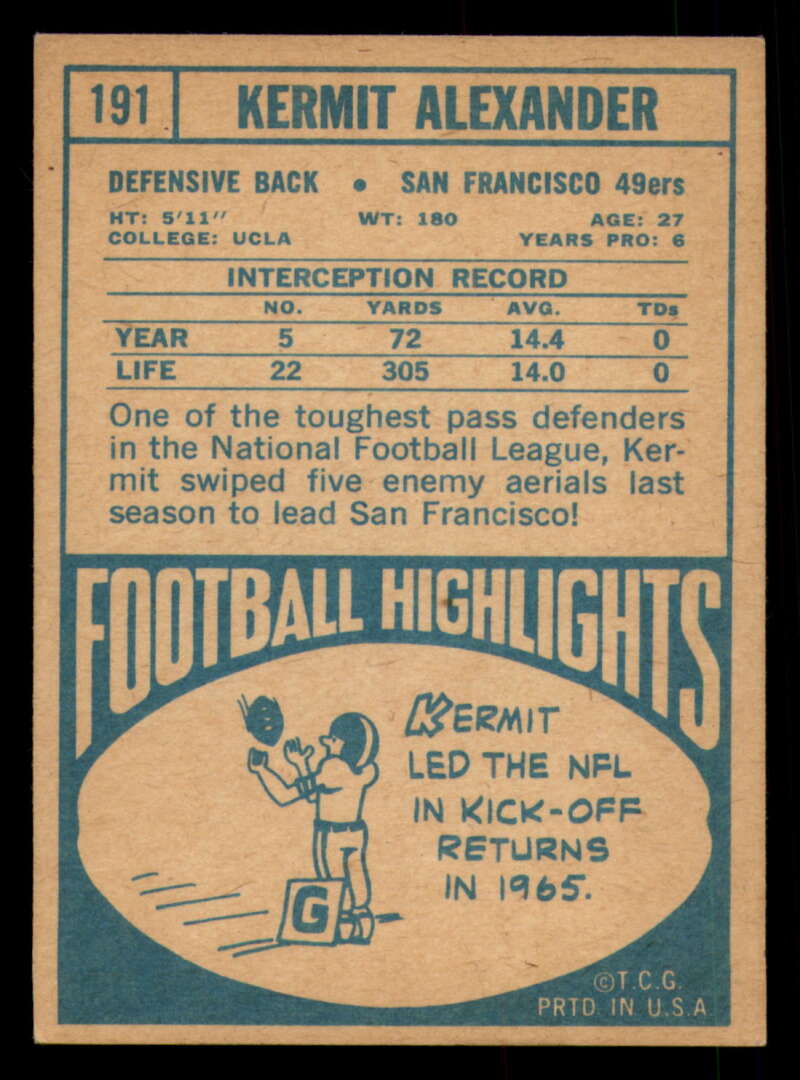 191 KERMIT ALEXANDER
DEFENSIVE BACK • SAN FRANCISCO 49ers
HT: 5'11" WT: 180 AGE: 27
COLLEGE: UCLA YEARS PRO: 6
INTERCEPTION RECORD
NO. YARDS AVG. TDs
YEAR 5 72 14.4 0
LIFE 22 305 14.0 0
One of the toughest pass defenders
in the National Football League, Ker-
mit swiped five enemy aerials last
season to lead San Francisco!
FOOTBALL HIGHLIGHTS
KERMIT
LED THE NFL
IN KICK-OFF
RETURNS
IN 1965.
G
©T.C.G.
PRTD IN U.S.A